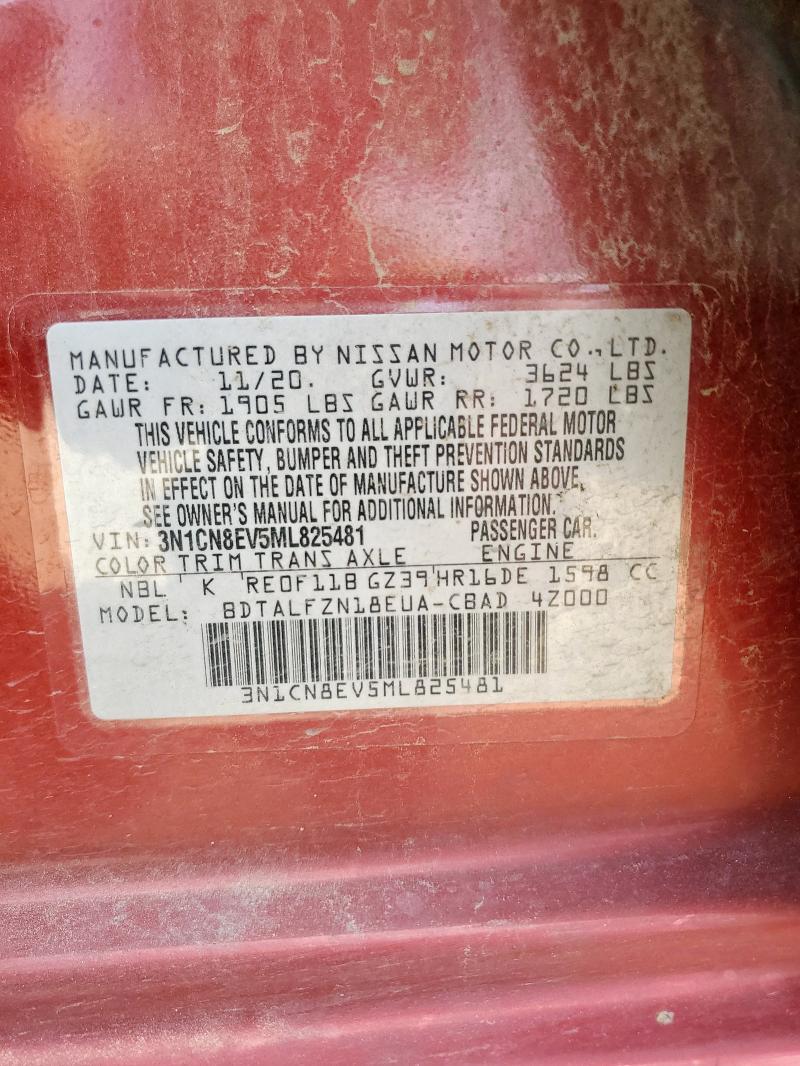 MANUFACTURED BY NISSAN MOTOR CO., LTD.
DATE: 11/20. GVWR: 3624 LBS
GAWR FR: 1905 LBS GAWR RR: 1720 LBS
THIS VEHICLE CONFORMS TO ALL APPLICABLE FEDERAL MOTOR
VEHICLE SAFETY, BUMPER AND THEFT PREVENTION STANDARDS
IN EFFECT ON THE DATE OF MANUFACTURE SHOWN ABOVE,
SEE OWNER'S MANUAL FOR ADDITIONAL INFORMATION.
VIN: 3N1CN8EV5ML825481 PASSENGER CAR.
COLOR TRIM TRANS AXLE ENGINE
NBL K RE0F11B GZ39 HR16DE 1598 CC
MODEL: BDTALFZN18EUA-CBAD 4Z000
3N1CN8EV5ML825481